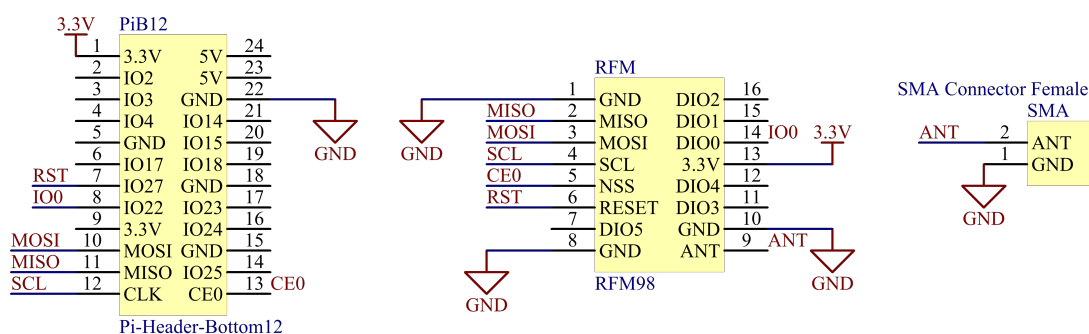 PiB12
3.3V
1 3.3V 5V 24
2 IO2 5V 23
3 IO3 GND 22
4 IO4 IO14 21
5 GND IO15 20
6 IO17 IO18 19
RST 7 IO27 GND 18
IO0 8 IO22 IO23 17
9 3.3V IO24 16
MOSI 10 MOSI GND 15
MISO 11 MISO IO25 14
SCL 12 CLK CE0 13 CE0
Pi-Header-Bottom12
GND
RFM
1 GND DIO2 16
MISO 2 MISO DIO1 15
MOSI 3 MOSI DIO0 14 IO0
SCL 4 SCL 3.3V 13 3.3V
CE0 5 NSS DIO4 12
RST 6 RESET DIO3 11
7 DIO5 GND 10
8 GND ANT 9 ANT
RFM98
GND
GND
GND
SMA Connector Female
SMA
ANT 2 ANT
1 GND
GND